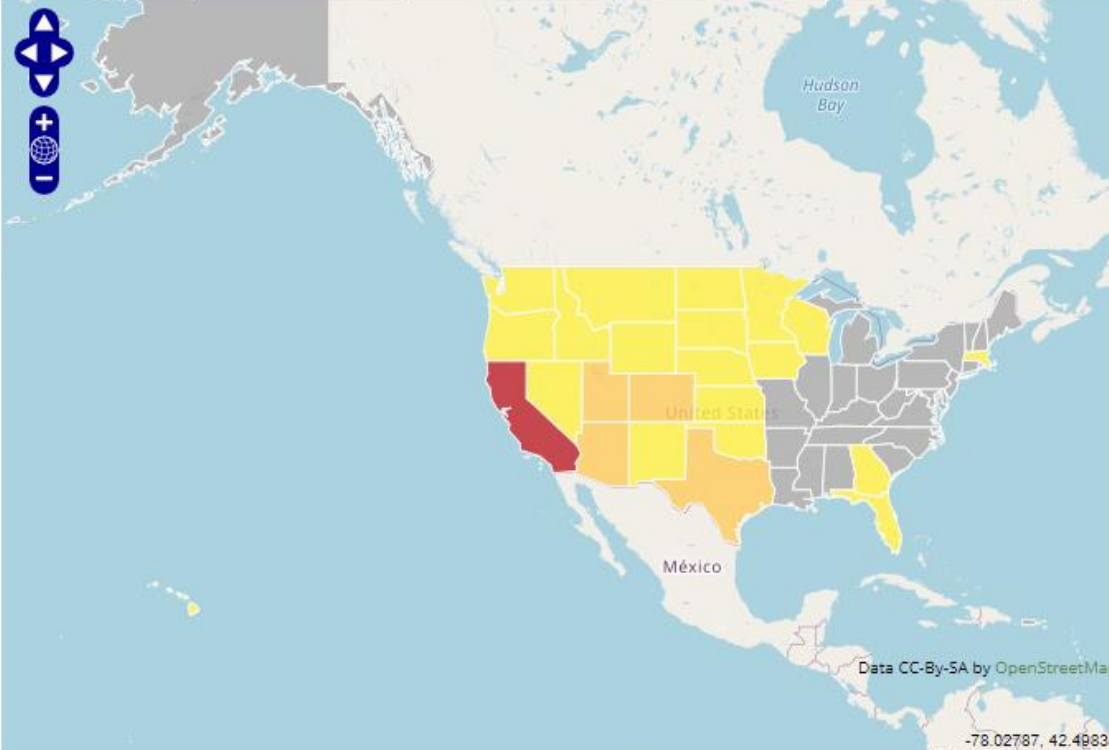 Hudson
Bay
United States
México
Data CC-By-SA by OpenStreetMa
-78.02787, 42.4983